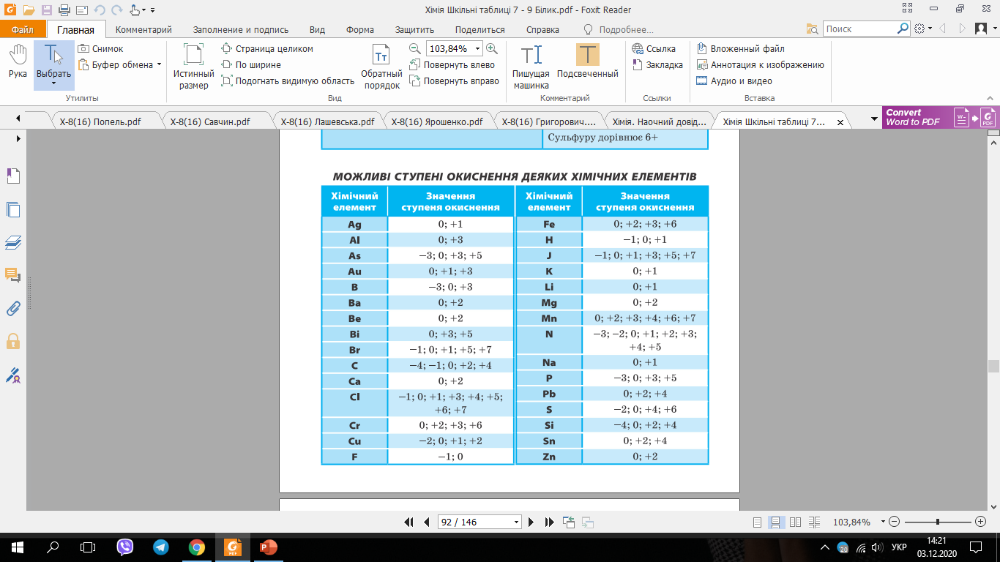 Хімія Шкільні таблиці 7 - 9 Білик.pdf - Foxit Reader
Файл Главная Комментарий Заполнение и подпись Вид Форма Защитить Поделиться Справка Подробнее... Поиск
Рука
Выбрать
Снимок
Буфер обмена
Утилиты
Истинный размер
Страница целиком
По ширине
Подогнать видимую область
Обратный порядок
103,84%
Повернуть влево
Повернуть вправо
Вид
Пишущая машинка
Подсвеченный
Комментарий
Ссылка
Закладка
Ссылки
Вложенный файл
Аннотация к изображению
Аудио и видео
Вставка
Х-8(16) Попель.pdf Х-8(16) Савчин.pdf Х-8(16) Лашевська.pdf Х-8(16) Ярошенко.pdf Х-8(16) Григорович.... Хімія. Наочний довід... Хімія Шкільні таблиці 7...
Convert
Word to PDF
W PDF
Сульфуру дорівнює 6+
МОЖЛИВІ СТУПЕНІ ОКИСНЕННЯ ДЕЯКИХ ХІМІЧНИХ ЕЛЕМЕНТІВ
Хімічний елемент Значення ступеня окиснення
Ag 0; +1
Al 0; +3
As −3; 0; +3; +5
Au 0; +1; +3
B −3; 0; +3
Ba 0; +2
Be 0; +2
Bi 0; +3; +5
Br −1; 0; +1; +5; +7
C −4; −1; 0; +2; +4
Ca 0; +2
Cl −1; 0; +1; +3; +4; +5;
+6; +7
Cr 0; +2; +3; +6
Cu −2; 0; +1; +2
F −1; 0
Хімічний елемент Значення ступеня окиснення
Fe 0; +2; +3; +6
H −1; 0; +1
J −1; 0; +1; +3; +5; +7
K 0; +1
Li 0; +1
Mg 0; +2
Mn 0; +2; +3; +4; +6; +7
N −3; −2; 0; +1; +2; +3;
+4; +5
Na 0; +1
P −3; 0; +3; +5
Pb 0; +2; +4
S −2; 0; +4; +6
Si −4; 0; +2; +4
Sn 0; +2; +4
Zn 0; +2
92 / 146
103,84%
PDF
20
УКР
14:21
03.12.2020